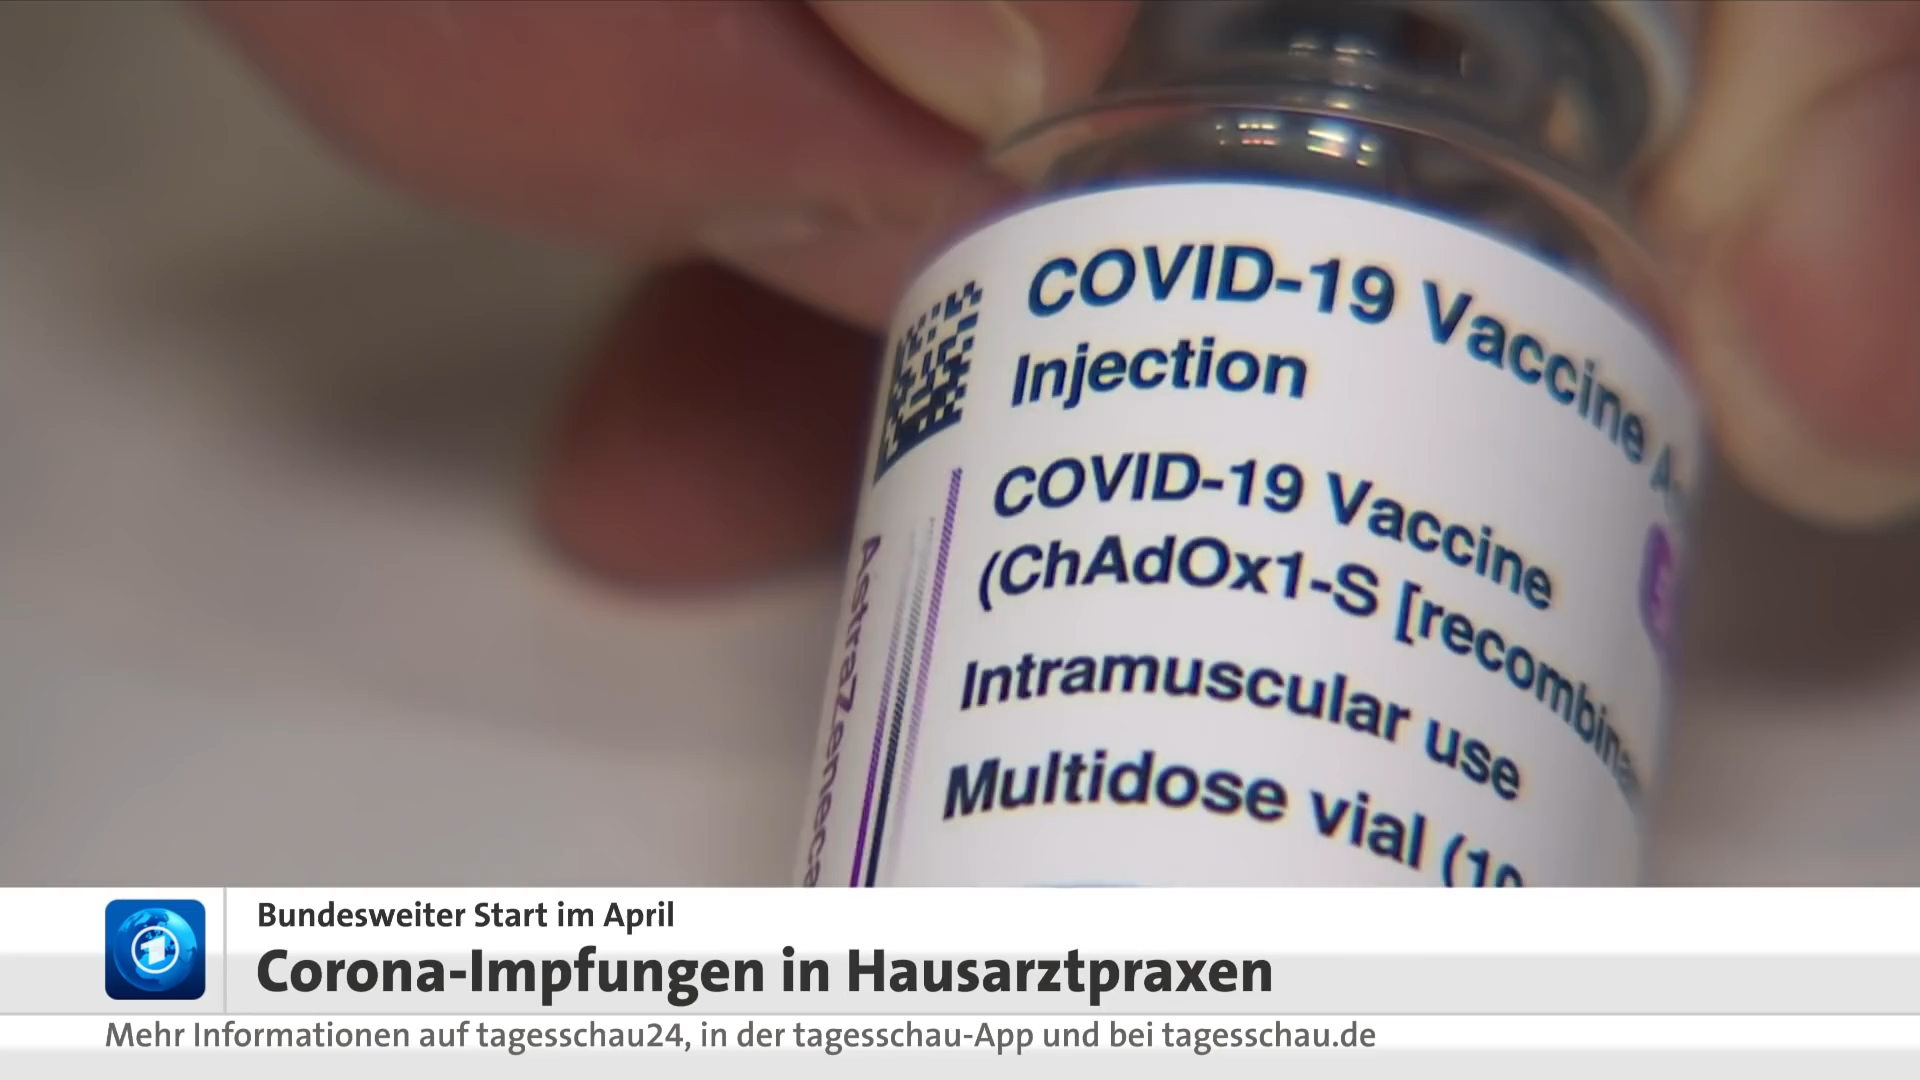 COVID-19 Vaccine
Injection
COVID-19 Vaccine
(ChAdOx1-S
Intramuscular use
Multidose vial
AstraZeneca
1
Bundesweiter Start im April
Corona-Impfungen in Hausarztpraxen
Mehr Informationen auf tagesschau24, in der tagesschau-App und bei tagesschau.de